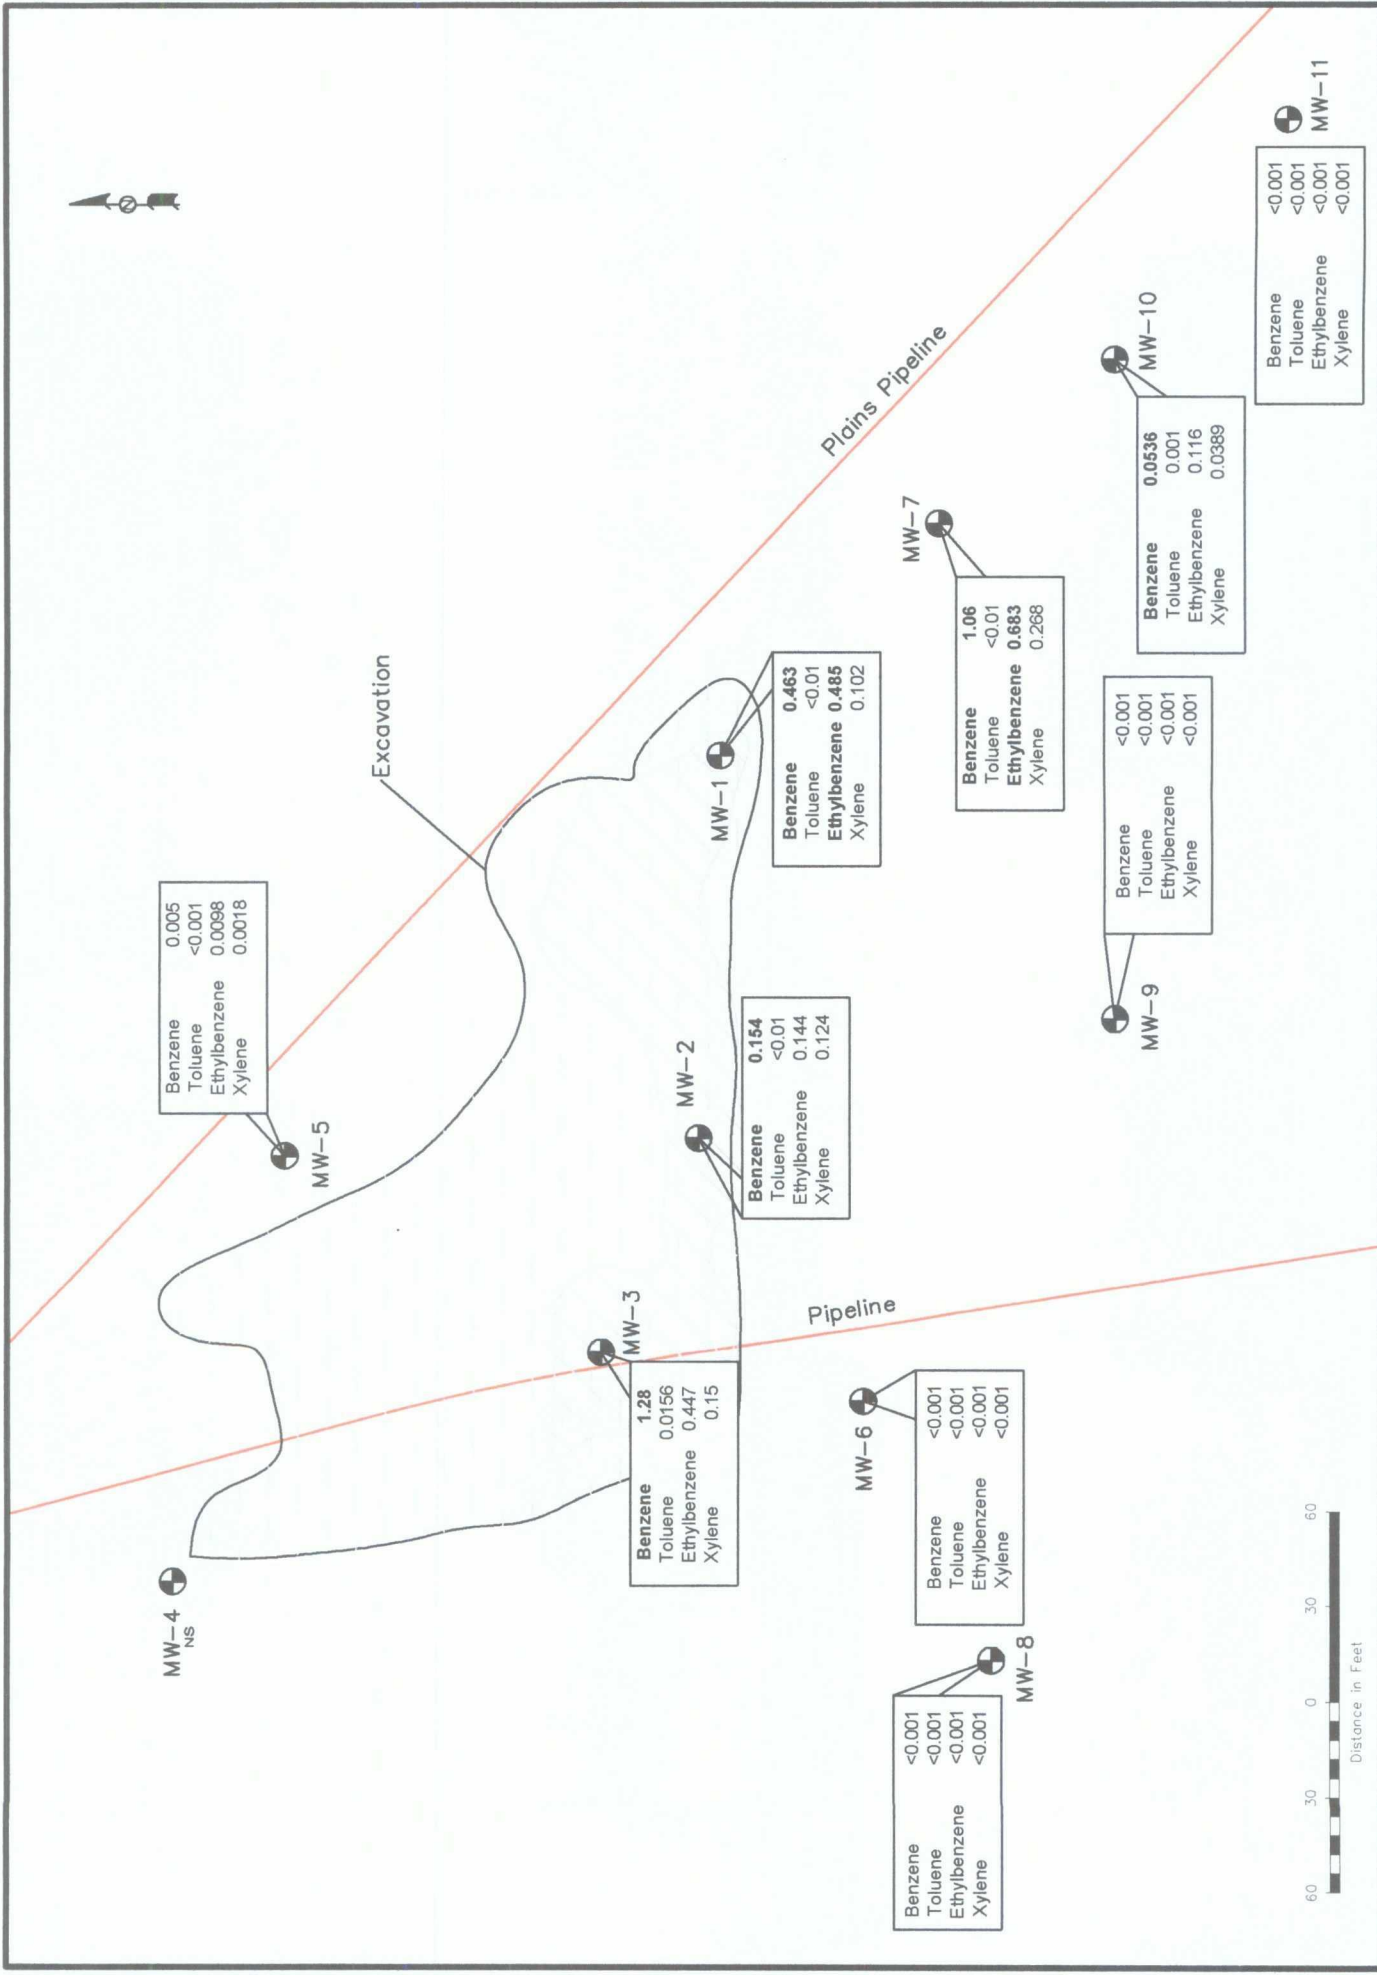 MW-4
NS
MW-5
Benzene 0.005
Toluene <0.001
Ethylbenzene 0.0098
Xylene 0.0018
N
Excavation
MW-3
Benzene 1.28
Toluene 0.0156
Ethylbenzene 0.447
Xylene 0.15
MW-2
Benzene 0.154
Toluene <0.01
Ethylbenzene 0.144
Xylene 0.124
MW-1
Benzene 0.463
Toluene <0.01
Ethylbenzene 0.485
Xylene 0.102
Plains Pipeline
Pipeline
MW-6
Benzene <0.001
Toluene <0.001
Ethylbenzene <0.001
Xylene <0.001
MW-8
Benzene <0.001
Toluene <0.001
Ethylbenzene <0.001
Xylene <0.001
MW-7
Benzene 1.06
Toluene <0.01
Ethylbenzene 0.683
Xylene 0.268
MW-9
Benzene <0.001
Toluene <0.001
Ethylbenzene <0.001
Xylene <0.001
MW-10
Benzene 0.0536
Toluene 0.001
Ethylbenzene 0.116
Xylene 0.0389
MW-11
Benzene <0.001
Toluene <0.001
Ethylbenzene <0.001
Xylene <0.001
60 30 0 30 60
Distance in Feet